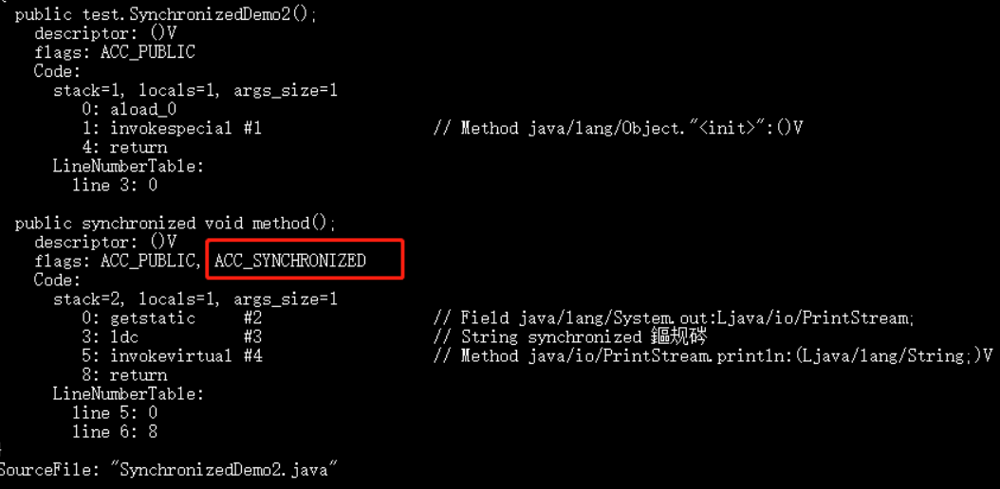 public test.SynchronizedDemo2();
descriptor: ()V
flags: ACC_PUBLIC
Code:
stack=1, locals=1, args_size=1
0: aload_0
1: invokespecial #1 // Method java/lang/Object."<init>":()V
4: return
LineNumberTable:
line 3: 0
public synchronized void method();
descriptor: ()V
flags: ACC_PUBLIC, ACC_SYNCHRONIZED
Code:
stack=2, locals=1, args_size=1
0: getstatic #2 // Field java/lang/System.out:Ljava/io/PrintStream;
3: ldc #3 // String synchronized 鏂规硶
5: invokevirtual #4 // Method java/io/PrintStream.println:(Ljava/lang/String;)V
8: return
LineNumberTable:
line 5: 0
line 6: 8
SourceFile: "SynchronizedDemo2.java"